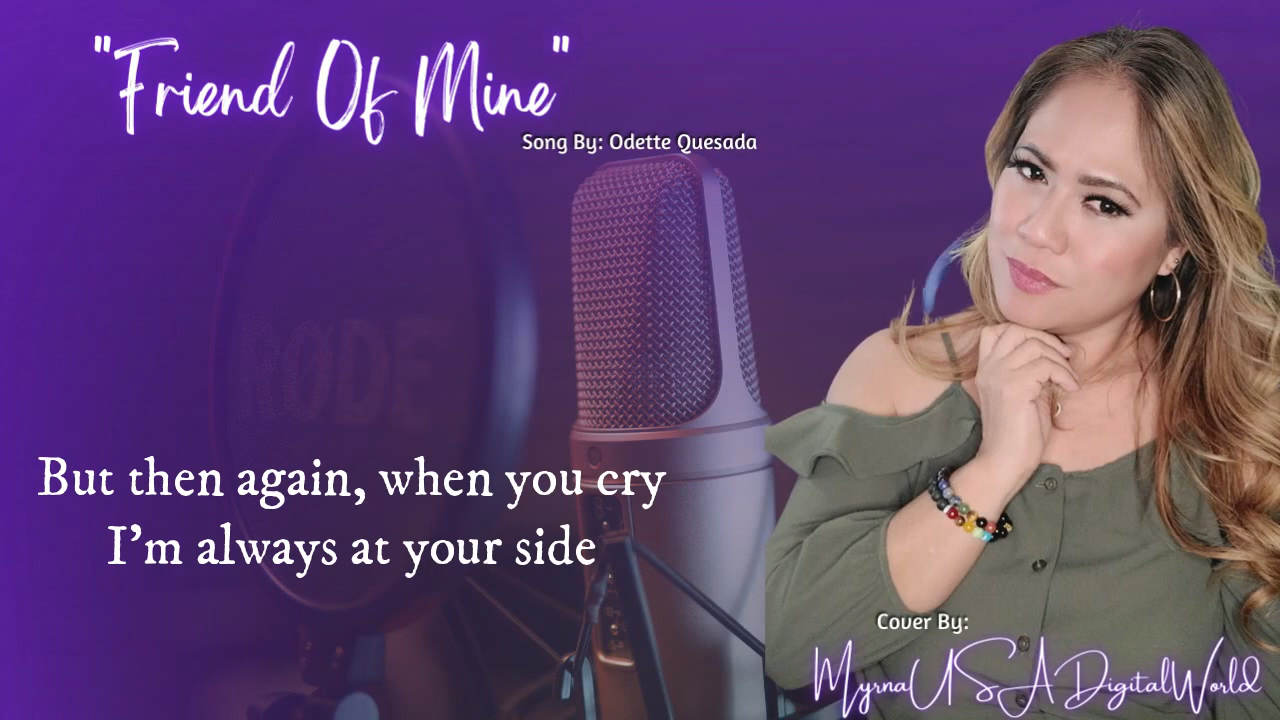 "Friend Of Mine"
Song By: Odette Quesada
RØDE
But then again, when you cry
I'm always at your side
Cover By:
MyrnaUSADigitalWorld